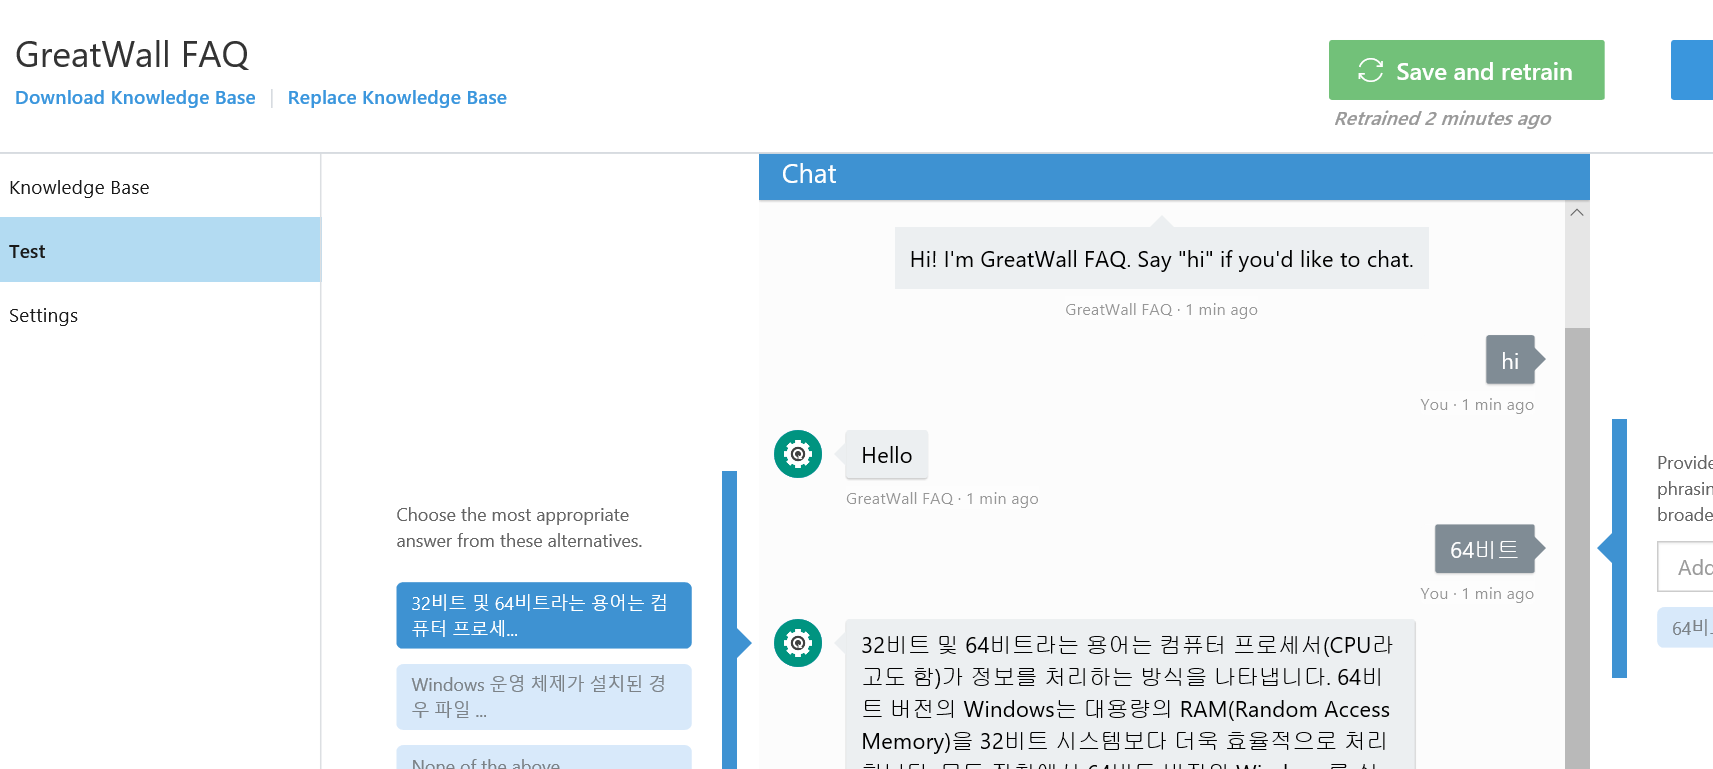 GreatWall FAQ
Download Knowledge Base | Replace Knowledge Base
Save and retrain
Retrained 2 minutes ago
Knowledge Base
Test
Settings
Choose the most appropriate
answer from these alternatives.
32비트 및 64비트라는 용어는 컴
퓨터 프로세...
Windows 운영 체제가 설치된 경
우 파일 ...
None of the above
Chat
Hi! I'm GreatWall FAQ. Say "hi" if you'd like to chat.
GreatWall FAQ · 1 min ago
hi
You · 1 min ago
Hello
GreatWall FAQ · 1 min ago
64비트
You · 1 min ago
32비트 및 64비트라는 용어는 컴퓨터 프로세서(CPU라
고도 함)가 정보를 처리하는 방식을 나타냅니다. 64비
트 버전의 Windows는 대용량의 RAM(Random Access
Memory)을 32비트 시스템보다 더욱 효율적으로 처리
Provide
phrasin
broade
Add
64비